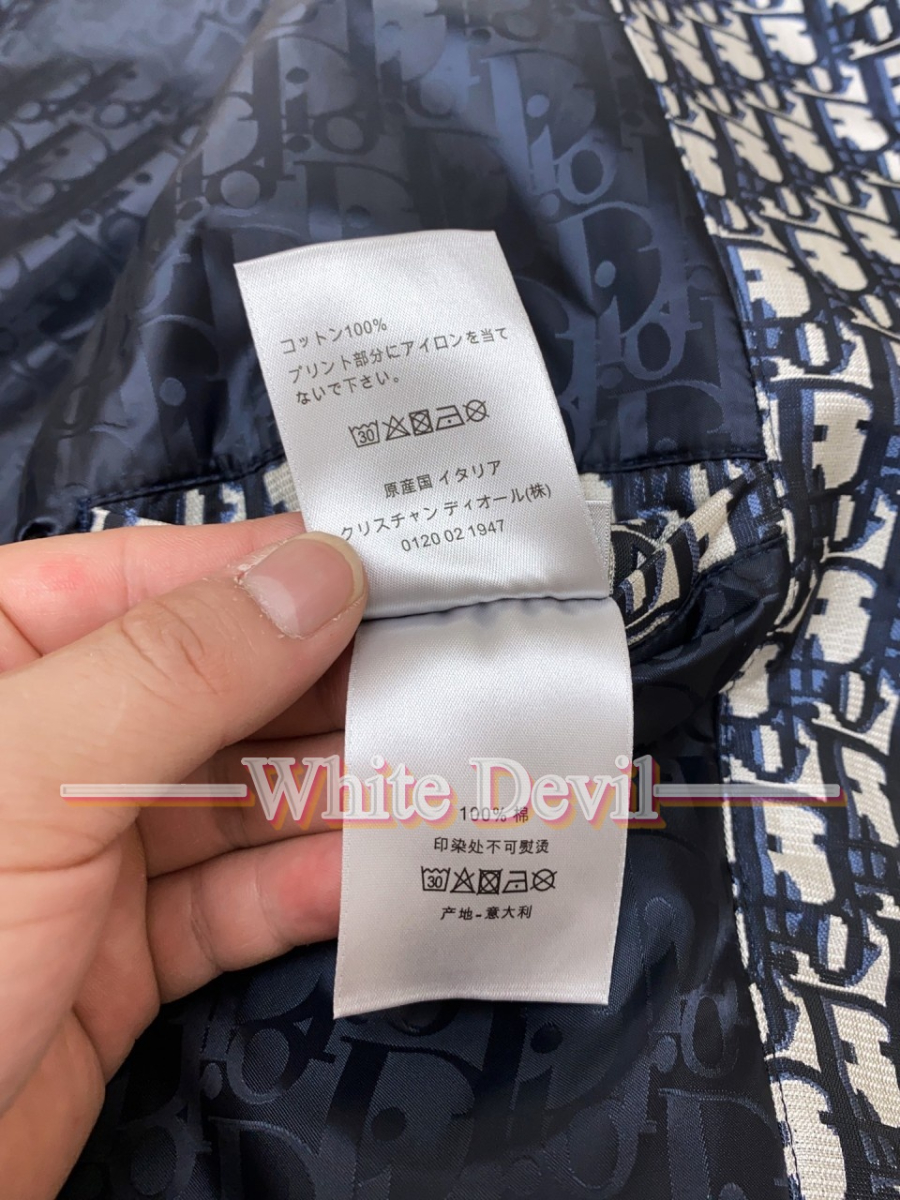 コットン100%
プリント部分にアイロンを当て
ないで下さい。
30
原産国 イタリア
クリスチャン ディオール(株)
0120 02 1947
White Devil
100% 棉
印染处不可熨烫
30
产地-意大利